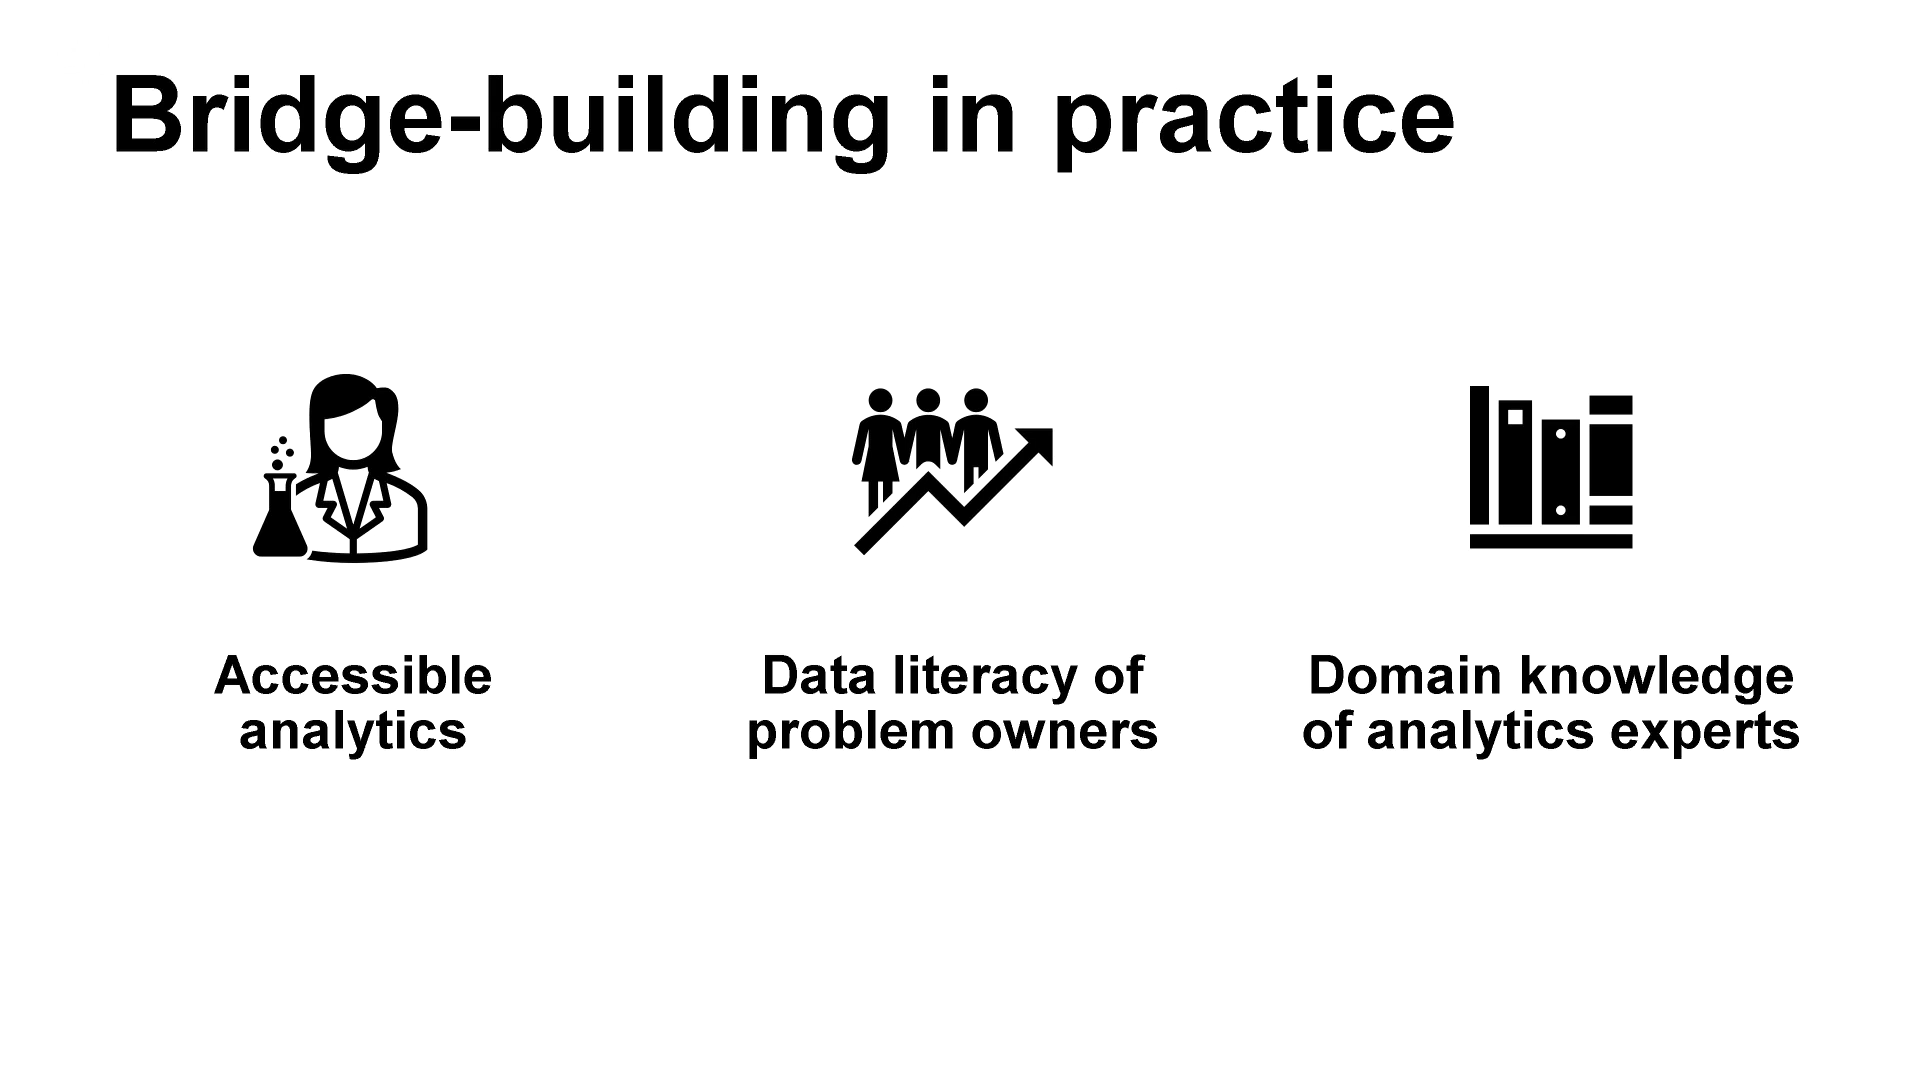 Bridge-building in practice
Accessible
analytics
Data literacy of
problem owners
Domain knowledge
of analytics experts